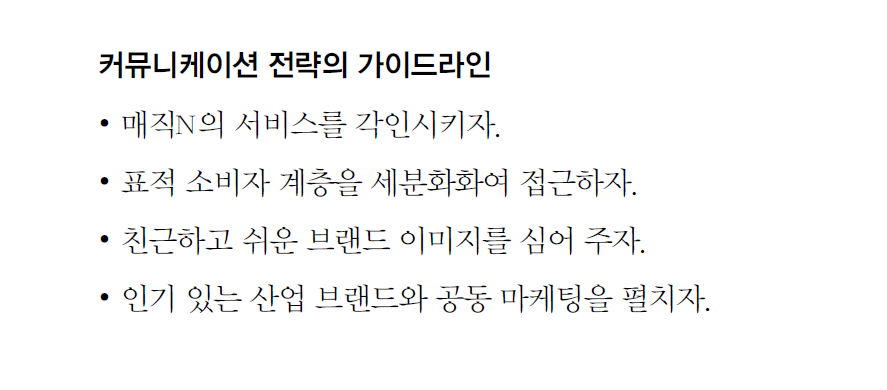 커뮤니케이션 전략의 가이드라인
• 매직N의 서비스를 각인시키자.
• 표적 소비자 계층을 세분화화여 접근하자.
• 친근하고 쉬운 브랜드 이미지를 심어 주자.
• 인기 있는 산업 브랜드와 공동 마케팅을 펼치자.